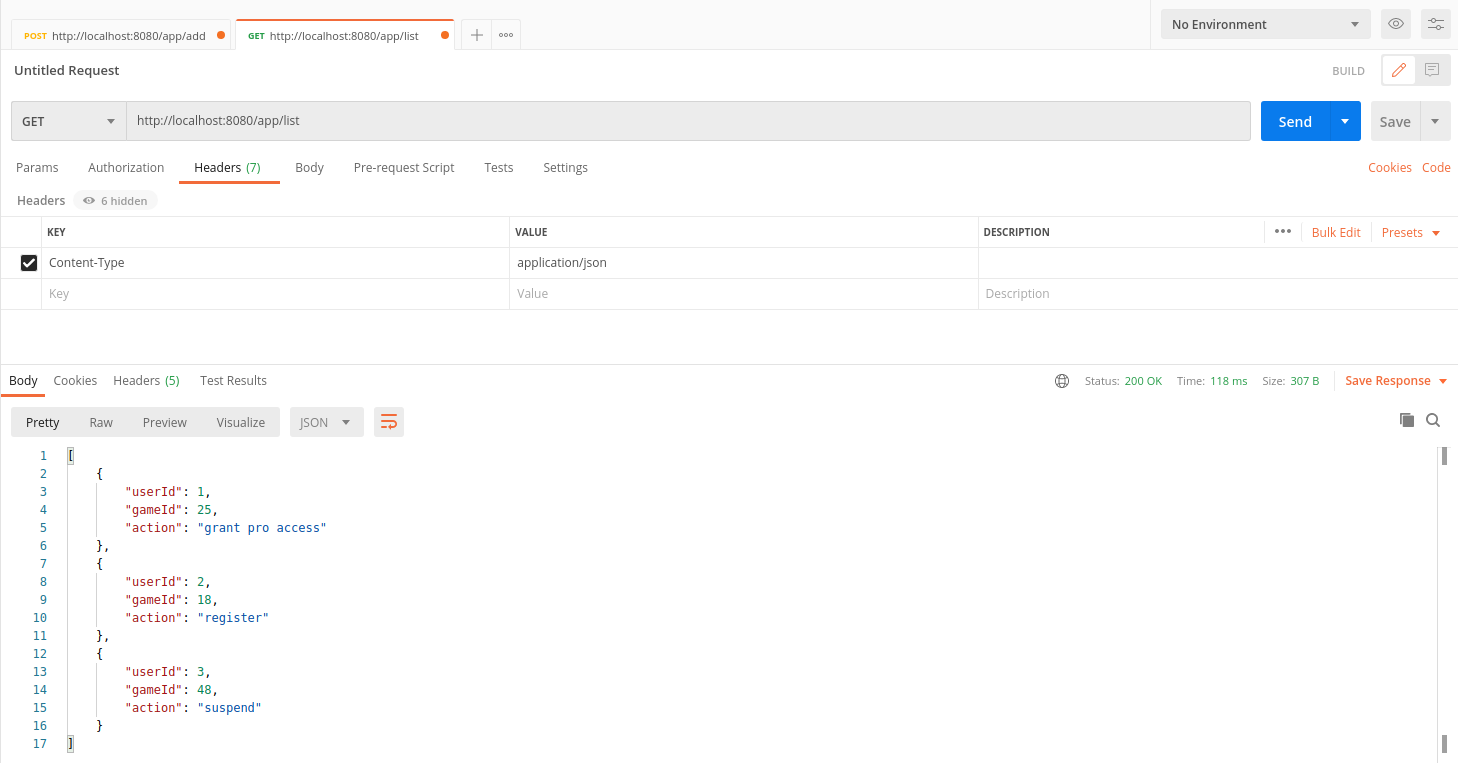 POST http://localhost:8080/app/add GET http://localhost:8080/app/list No Environment
Untitled Request BUILD
GET http://localhost:8080/app/list Send Save
Params Authorization Headers (7) Body Pre-request Script Tests Settings Cookies Code
Headers 6 hidden
KEY VALUE DESCRIPTION Bulk Edit Presets
Content-Type application/json
Key Value Description
Body Cookies Headers (5) Test Results Status: 200 OK Time: 118 ms Size: 307 B Save Response
Pretty Raw Preview Visualize JSON
1 [
2 {
3 "userId": 1,
4 "gameId": 25,
5 "action": "grant pro access"
6 },
7 {
8 "userId": 2,
9 "gameId": 18,
10 "action": "register"
11 },
12 {
13 "userId": 3,
14 "gameId": 48,
15 "action": "suspend"
16 }
17 ]